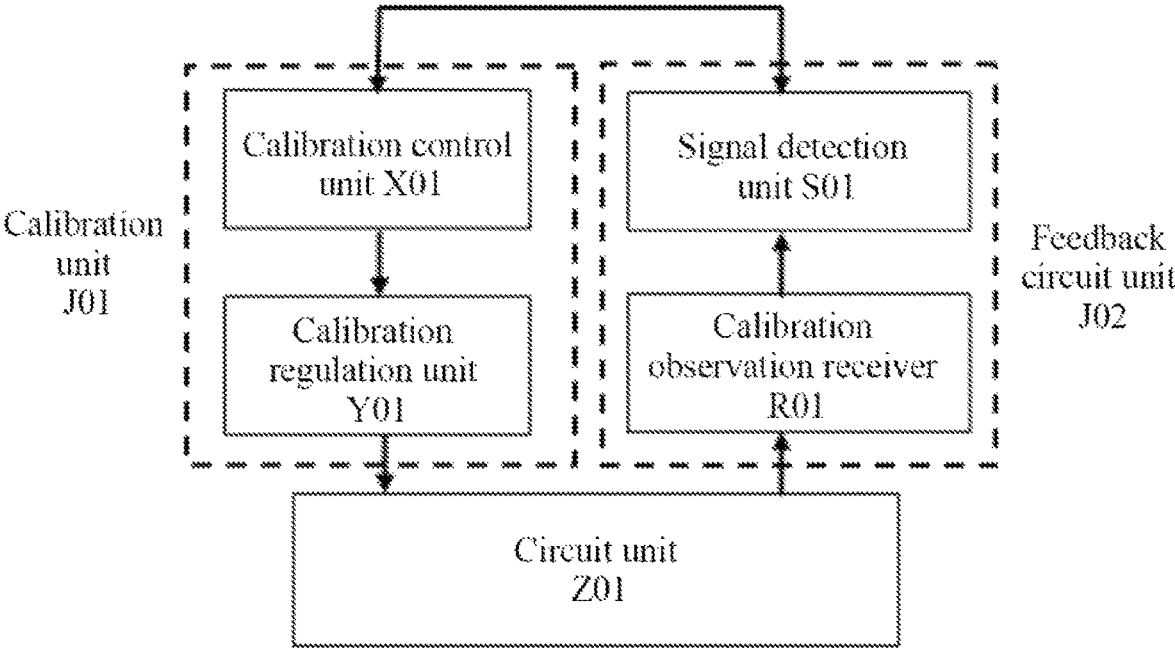 Calibration control
unit X01
Signal detection
unit S01
Calibration
unit
J01
Feedback
circuit unit
J02
Calibration
regulation unit
Y01
Calibration
observation receiver
R01
Circuit unit
Z01